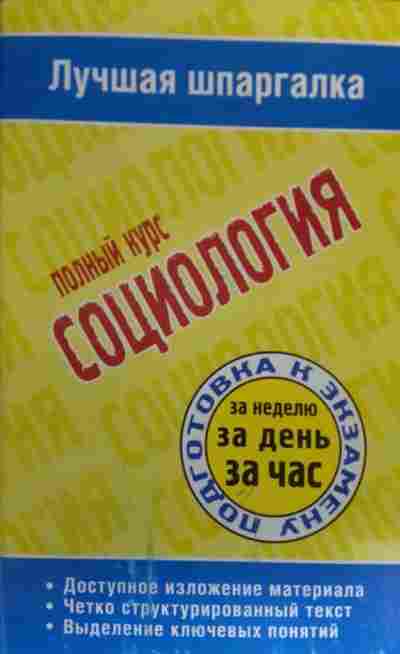 Лучшая шпаргалка
полный курс
СОЦИОЛОГИЯ
ПОДГОТОВКА К ЭКЗАМЕНУ
за неделю
за день
за час
• Доступное изложение материала
• Четко структурированный текст
• Выделение ключевых понятий